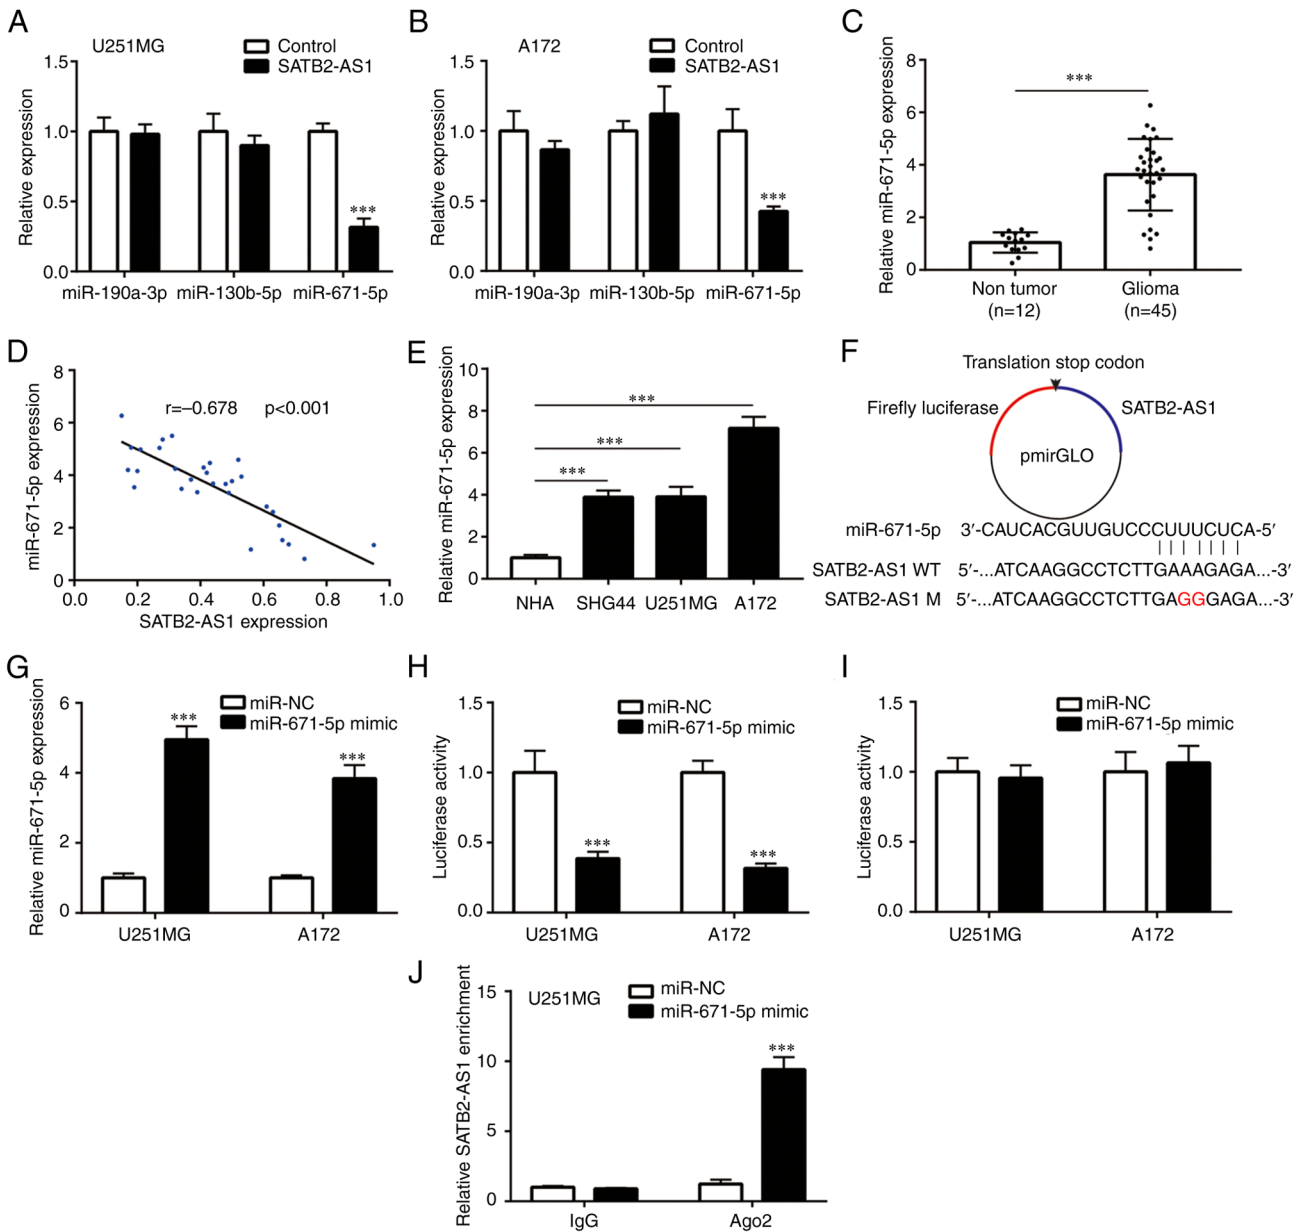 A
U251MG
Control
SATB2-AS1
Relative expression
1.5
1.0
0.5
0.0
***
miR-190a-3p miR-130b-5p miR-671-5p
B
A172
Control
SATB2-AS1
Relative expression
1.5
1.0
0.5
0.0
***
miR-190a-3p miR-130b-5p miR-671-5p
C
Relative miR-671-5p expression
8
6
4
2
0
***
Non tumor
(n=12)
Glioma
(n=45)
D
miR-671-5p expression
8
6
4
2
0
r=–0.678 p<0.001
0.0 0.2 0.4 0.6 0.8 1.0
SATB2-AS1 expression
E
Relative miR-671-5p expression
10
8
6
4
2
0
***
***
***
NHA SHG44 U251MG A172
F
Translation stop codon
Firefly luciferase
SATB2-AS1
pmirGLO
miR-671-5p 3′-CAUCACGUUGUCCCUUUCUCA-5′
SATB2-AS1 WT 5′-...ATCAAGGCCTCTTGAAAGAGA...-3′
SATB2-AS1 M 5′-...ATCAAGGCCTCTTGAGGGAGA...-3′
G
Relative miR-671-5p expression
miR-NC
miR-671-5p mimic
6
4
2
0
***
***
U251MG A172
H
Luciferase activity
miR-NC
miR-671-5p mimic
1.5
1.0
0.5
0.0
***
***
U251MG A172
I
Luciferase activity
miR-NC
miR-671-5p mimic
1.5
1.0
0.5
0.0
U251MG A172
J
Relative SATB2-AS1 enrichment
U251MG
miR-NC
miR-671-5p mimic
15
10
5
0
***
IgG Ago2